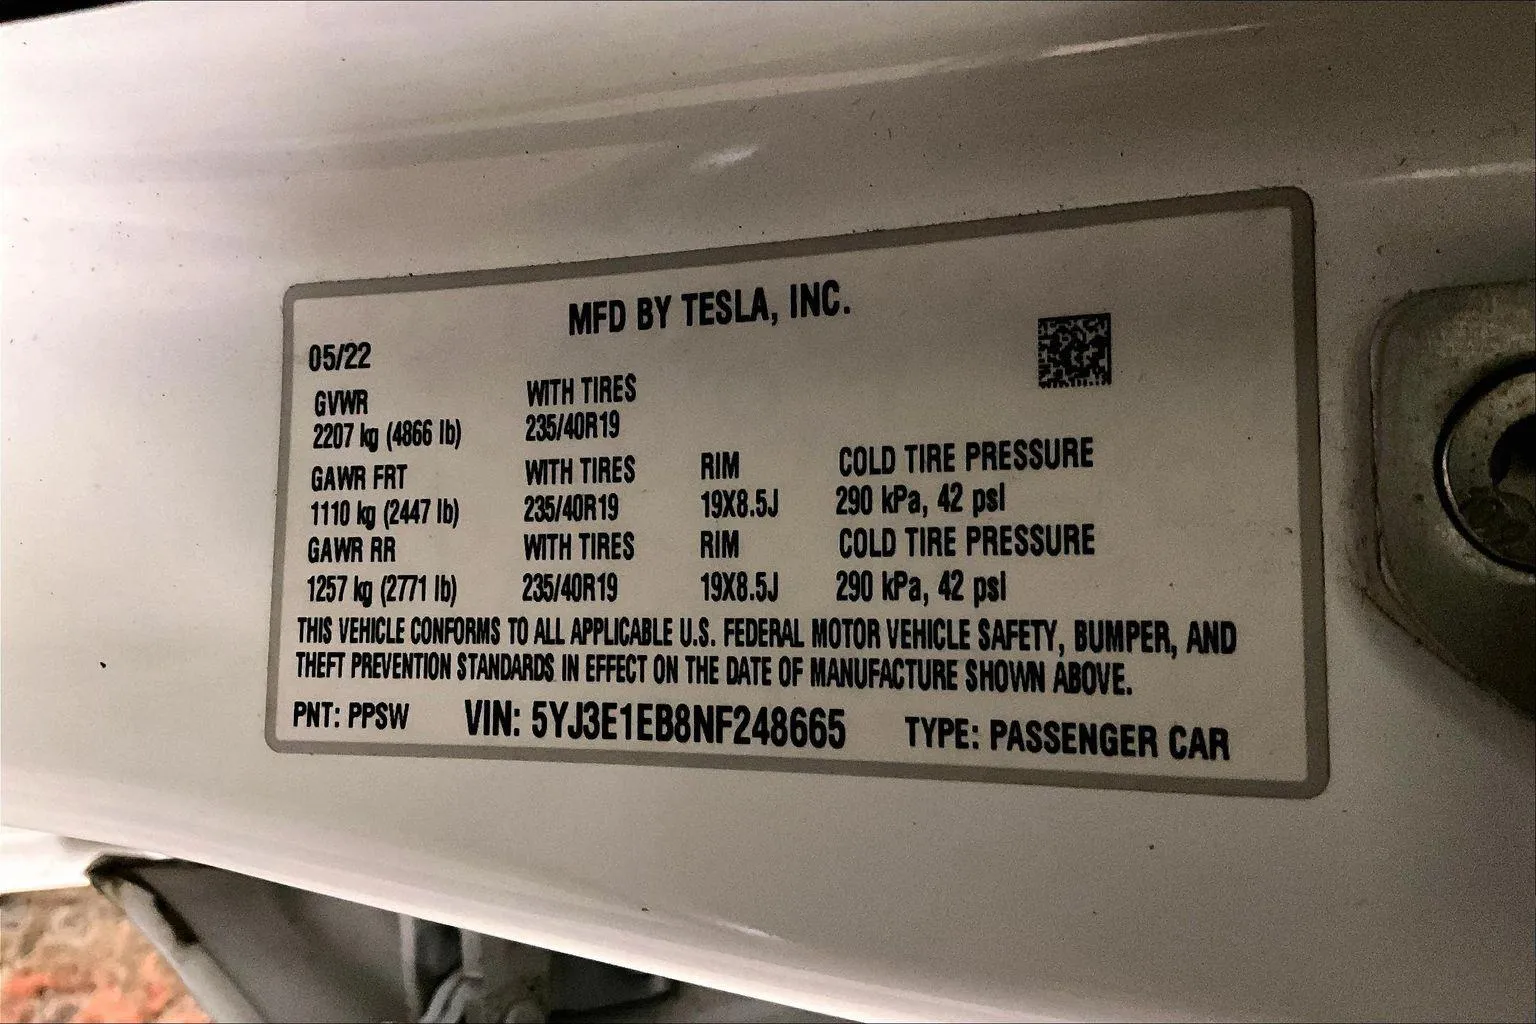 MFD BY TESLA, INC.
05/22
GVWR WITH TIRES
2207 kg (4866 lb) 235/40R19
GAWR FRT WITH TIRES RIM COLD TIRE PRESSURE
1110 kg (2447 lb) 235/40R19 19X8.5J 290 kPa, 42 psI
GAWR RR WITH TIRES RIM COLD TIRE PRESSURE
1257 kg (2771 lb) 235/40R19 19X8.5J 290 kPa, 42 psI
THIS VEHICLE CONFORMS TO ALL APPLICABLE U.S. FEDERAL MOTOR VEHICLE SAFETY, BUMPER, AND
THEFT PREVENTION STANDARDS IN EFFECT ON THE DATE OF MANUFACTURE SHOWN ABOVE.
PNT: PPSW VIN: 5YJ3E1EB8NF248665 TYPE: PASSENGER CAR